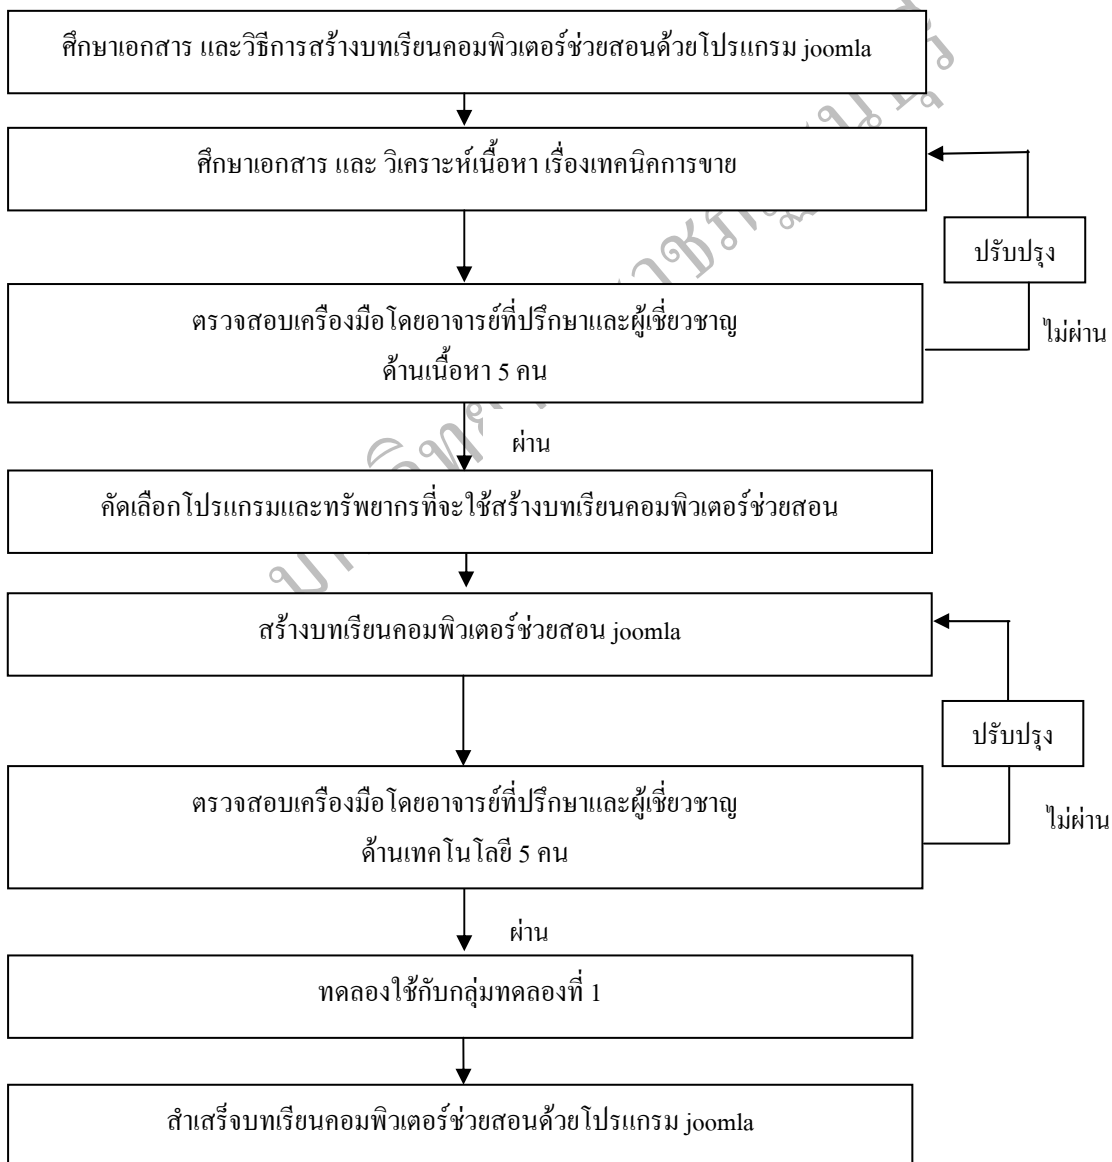 ศึกษาเอกสาร และวิธีการสร้างบทเรียนคอมพิวเตอร์ช่วยสอนด้วยโปรแกรม joomla
ศึกษาเอกสาร และ วิเคราะห์เนื้อหา เรื่องเทคนิคการขาย
ปรับปรุง
ตรวจสอบเครื่องมือโดยอาจารย์ที่ปรึกษาและผู้เชี่ยวชาญ
ด้านเนื้อหา 5 คน
ไม่ผ่าน
ผ่าน
คัดเลือกโปรแกรมและทรัพยากรที่จะใช้สร้างบทเรียนคอมพิวเตอร์ช่วยสอน
สร้างบทเรียนคอมพิวเตอร์ช่วยสอน joomla
ปรับปรุง
ตรวจสอบเครื่องมือโดยอาจารย์ที่ปรึกษาและผู้เชี่ยวชาญ
ด้านเทคโนโลยี 5 คน
ไม่ผ่าน
ผ่าน
ทดลองใช้กับกลุ่มทดลองที่ 1
สำเสร็จบทเรียนคอมพิวเตอร์ช่วยสอนด้วยโปรแกรม joomla